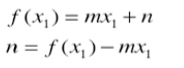 f(x₁) = mx₁ + n
n = f(x₁) − mx₁